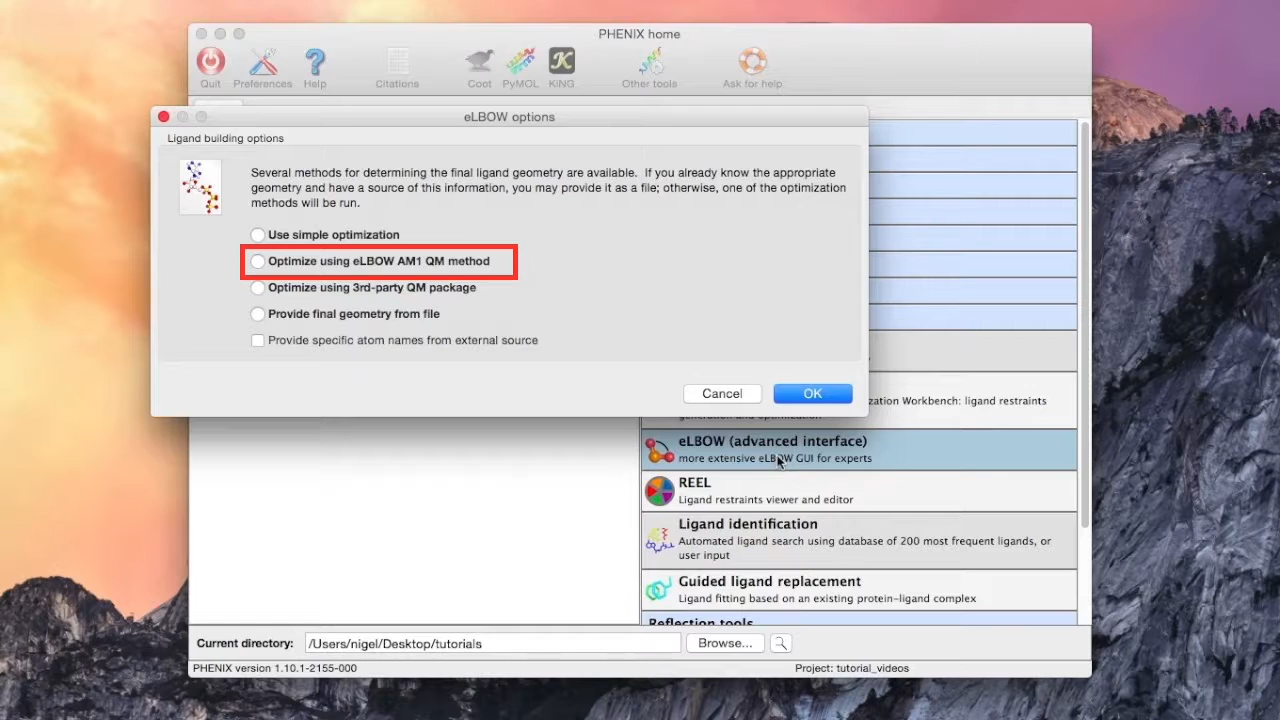 PHENIX home
Quit
Preferences
Help
Citations
Coot
PyMOL
KiNG
Other tools
Ask for help
K
?
eLBOW options
Ligand building options
Several methods for determining the final ligand geometry are available. If you already know the appropriate
geometry and have a source of this information, you may provide it as a file; otherwise, one of the optimization
methods will be run.
Use simple optimization
Optimize using eLBOW AM1 QM method
Optimize using 3rd-party QM package
Provide final geometry from file
Provide specific atom names from external source
Cancel
OK
zation Workbench: ligand restraints
generation and optimization
eLBOW (advanced interface)
more extensive eLBOW GUI for experts
REEL
Ligand restraints viewer and editor
Ligand identification
Automated ligand search using database of 200 most frequent ligands, or
user input
Guided ligand replacement
Ligand fitting based on an existing protein-ligand complex
Reflection tools
Current directory:
/Users/nigel/Desktop/tutorials
Browse...
PHENIX version 1.10.1-2155-000
Project: tutorial_videos